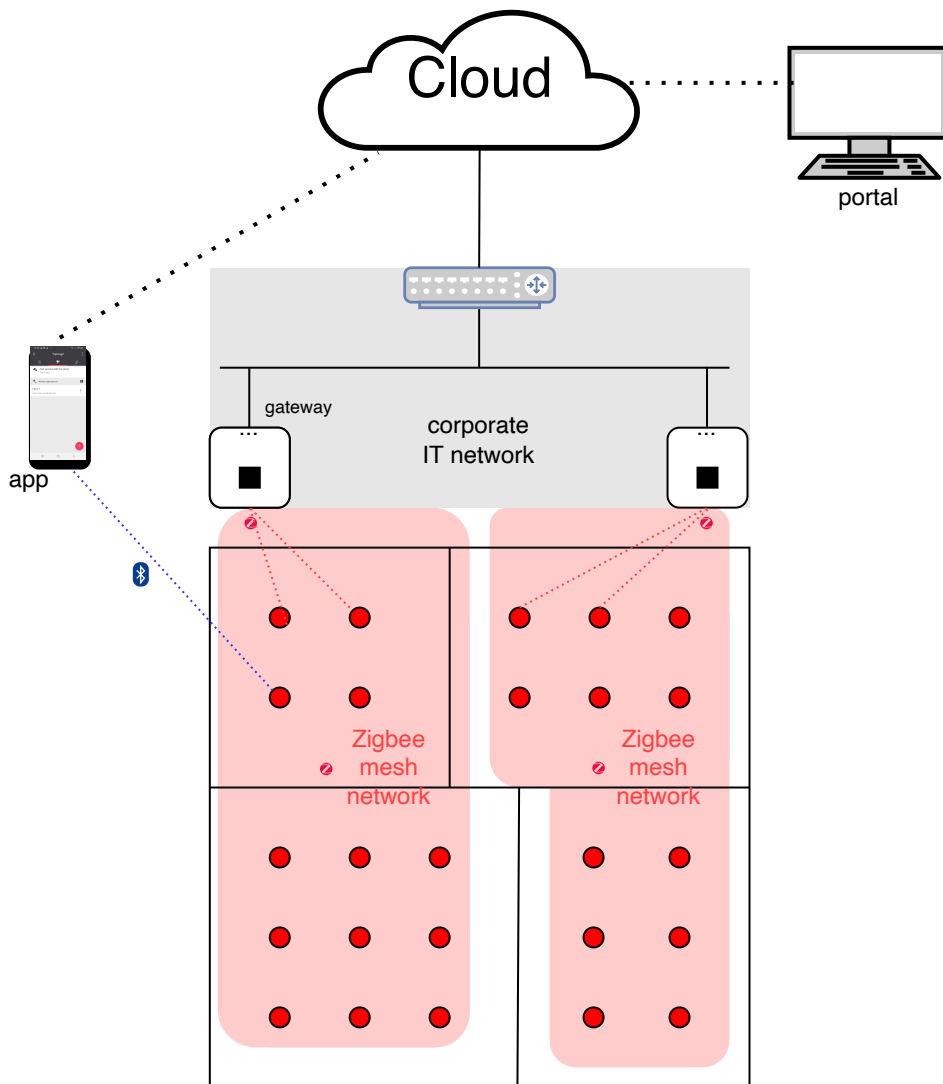 Cloud
portal
gateway
corporate
IT network
app
Zigbee
mesh
network
Zigbee
mesh
network